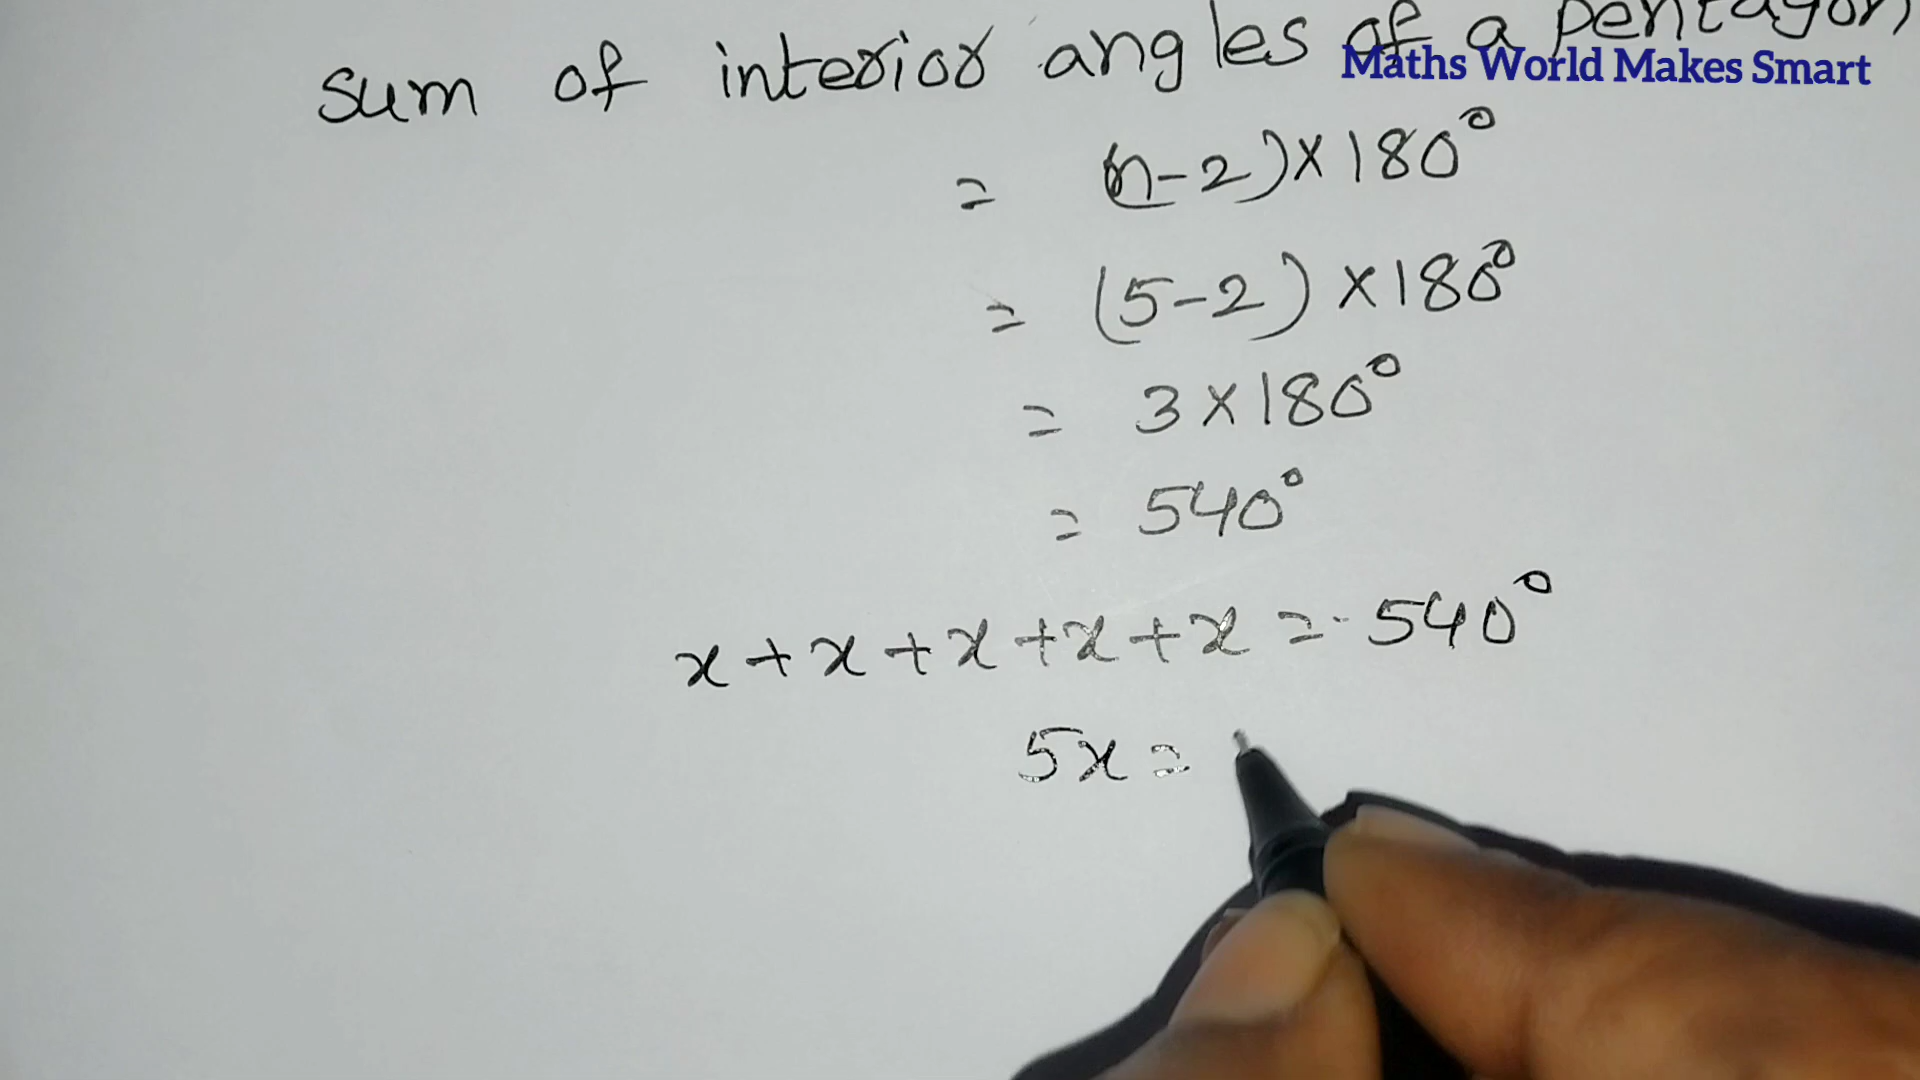 sum of interior angles of a pentagon
Maths World Makes Smart
= (n-2)×180°
= (5-2)×180°
= 3×180°
= 540°
x+x+x+x+x = 540°
5x =